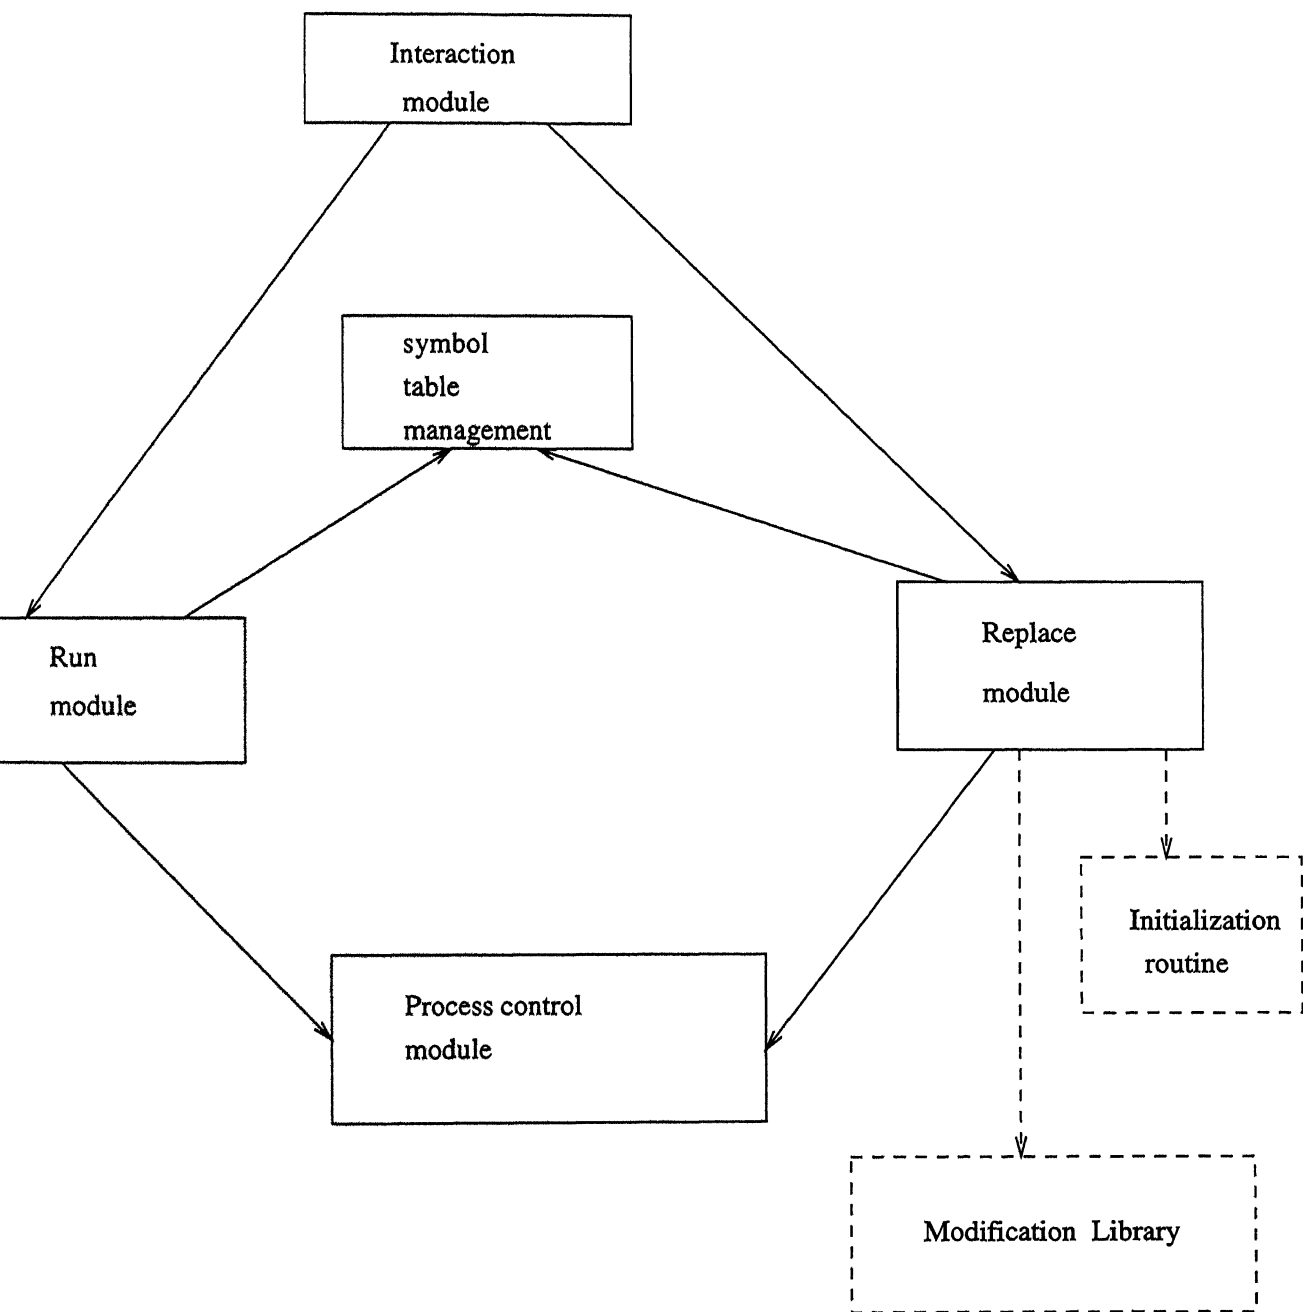 Interaction
module
symbol
table
management
Run
module
Replace
module
Initialization
routine
Process control
module
Modification Library